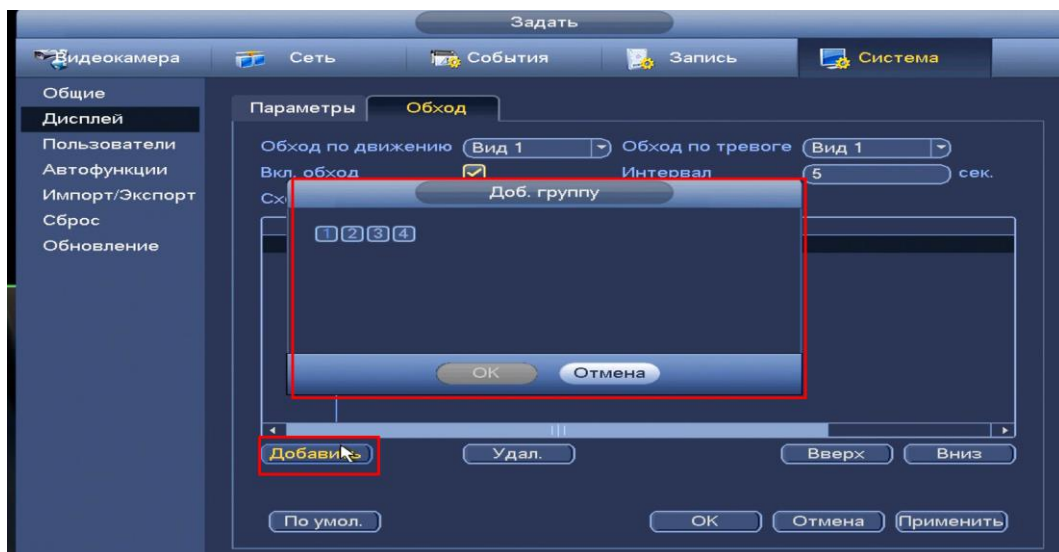 Задать
Видеокамера Сеть События Запись Система
Общие
Дисплей
Пользователи
Автофункции
Импорт/Экспорт
Сброс
Обновление
Параметры Обход
Обход по движению Вид 1 Обход по тревоге Вид 1
Вкл. обход Интервал 5 сек.
Доб. группу
1 2 3 4
ОК Отмена
Добавить Удал. Вверх Вниз
По умол. ОК Отмена Применить